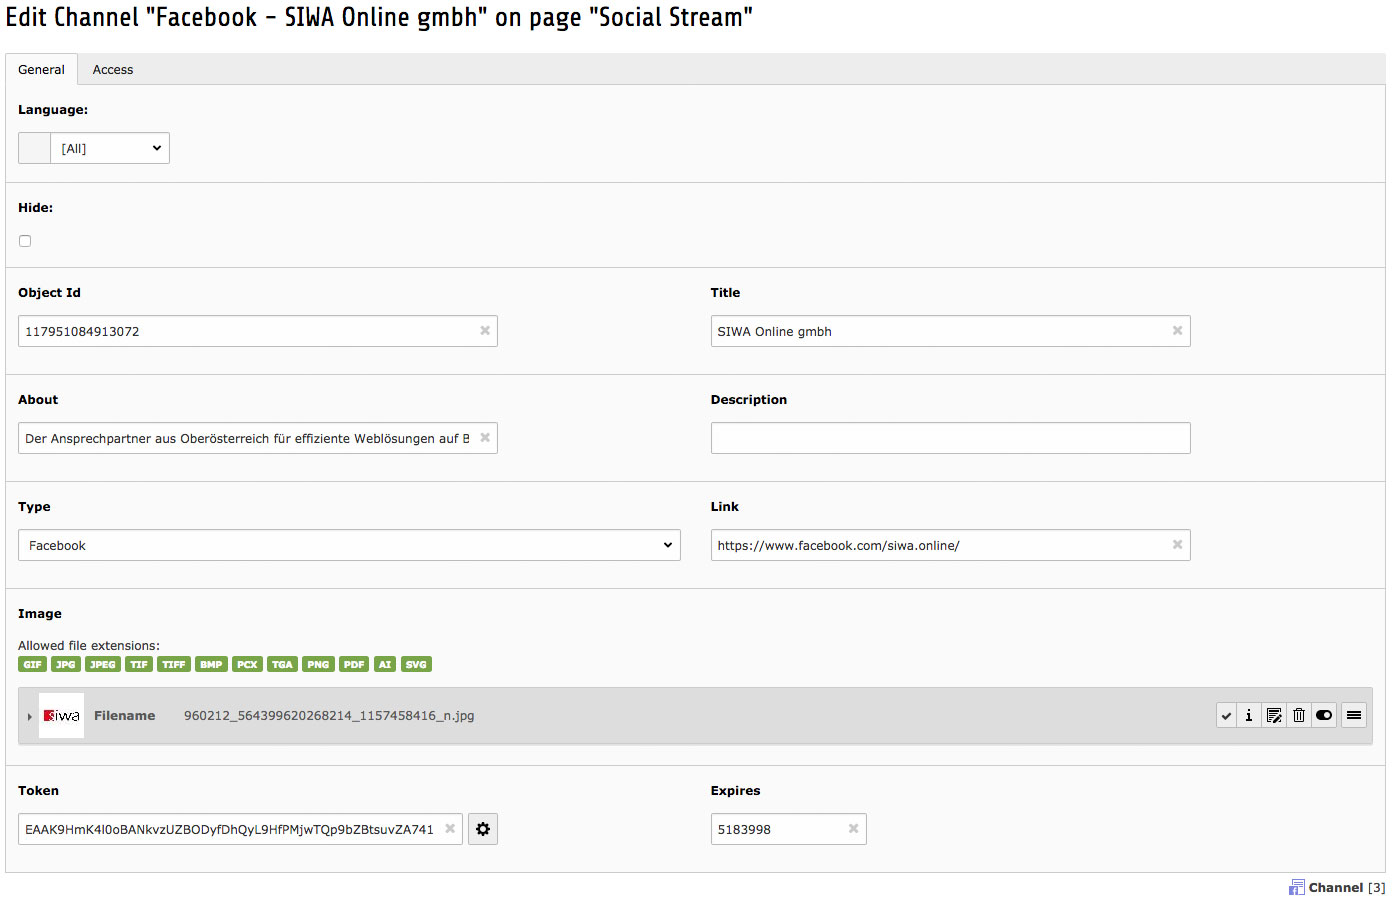 Edit Channel "Facebook - SIWA Online gmbh" on page "Social Stream"
General Access
Language:
[All]
Hide:
Object Id Title
117951084913072 SIWA Online gmbh
About Description
Der Ansprechpartner aus Oberösterreich für effiziente Weblösungen auf B
Type Link
Facebook https://www.facebook.com/siwa.online/
Image
Allowed file extensions:
GIF JPG JPEG TIF TIFF BMP PCX TGA PNG PDF AI SVG
siwa Filename 960212_564399620268214_1157458416_n.jpg
Token Expires
EAAK9HmK4l0oBANkvzUZBODyfDhQyL9HfPMjwTQp9bZBtsuvZA741 5183998
Channel [3]